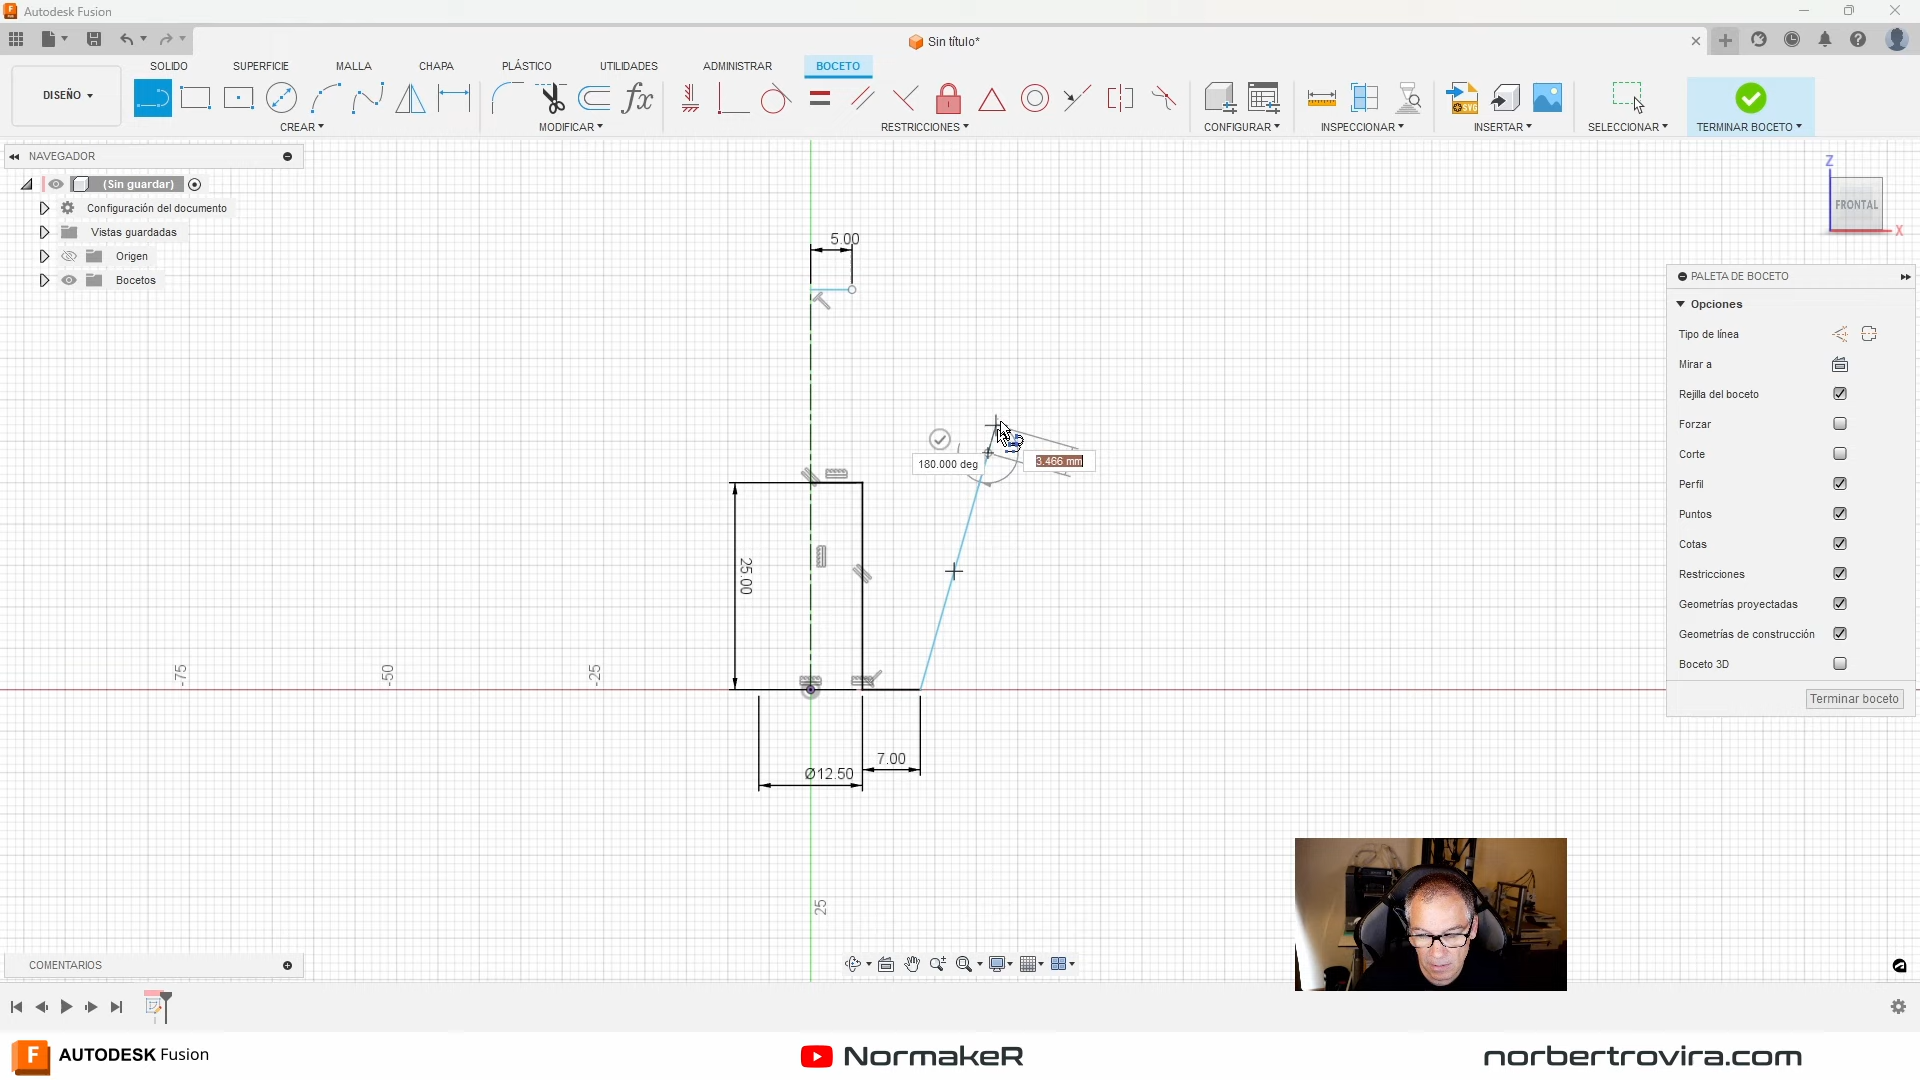 Autodesk Fusion
Sin título*
DISEÑO
SOLIDO
SUPERFICIE
MALLA
CHAPA
PLÁSTICO
UTILIDADES
ADMINISTRAR
BOCETO
fx
SVG
CREAR
MODIFICAR
RESTRICCIONES
CONFIGURAR
INSPECCIONAR
INSERTAR
SELECCIONAR
TERMINAR BOCETO
NAVEGADOR
(Sin guardar)
Configuración del documento
Vistas guardadas
Origen
Bocetos
Z
FRONTAL
X
5.00
180.000 deg
3.466 mm
25.00
-75
-50
-25
7.00
Ø12.50
25
PALETA DE BOCETO
Opciones
Tipo de línea
Mirar a
Rejilla del boceto
Forzar
Corte
Perfil
Puntos
Cotas
Restricciones
Geometrías proyectadas
Geometrías de construcción
Boceto 3D
Terminar boceto
COMENTARIOS
F AUTODESK Fusion
NormakeR
norbertrovira.com